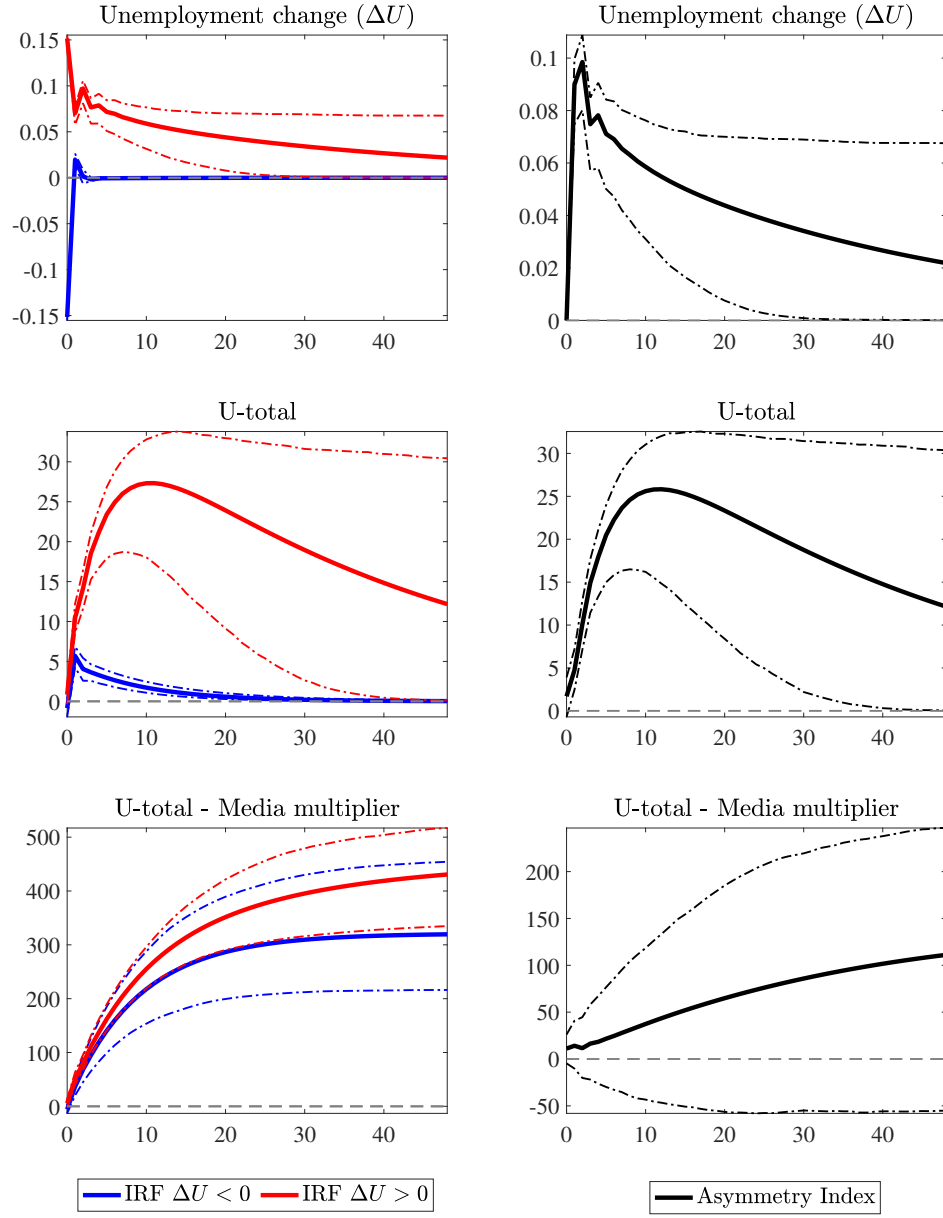 Unemployment change (ΔU)
0.15
0.1
0.05
0
-0.05
-0.1
-0.15
0 10 20 30 40
Unemployment change (ΔU)
0.1
0.08
0.06
0.04
0.02
0
0 10 20 30 40
U-total
30
25
20
15
10
5
0
0 10 20 30 40
U-total
30
25
20
15
10
5
0
0 10 20 30 40
U-total - Media multiplier
500
400
300
200
100
0
0 10 20 30 40
U-total - Media multiplier
200
150
100
50
0
-50
0 10 20 30 40
IRF ΔU < 0 IRF ΔU > 0
Asymmetry Index